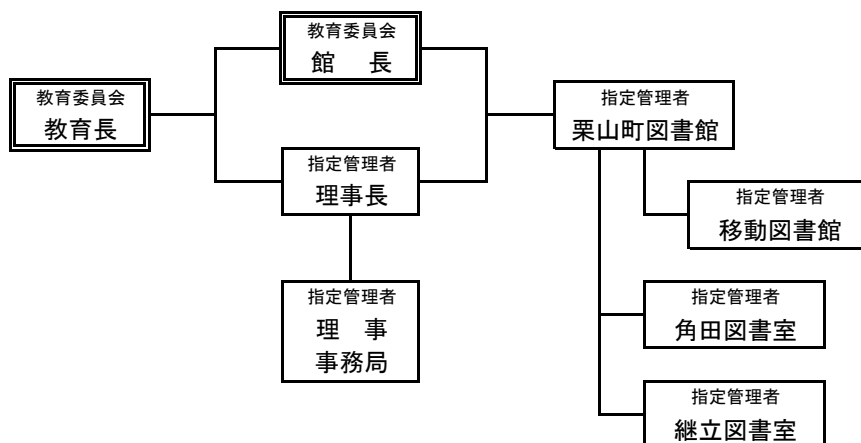 教育委員会
教育長
教育委員会
館　長
指定管理者
理事長
指定管理者
理　事
事務局
指定管理者
栗山町図書館
指定管理者
移動図書館
指定管理者
角田図書室
指定管理者
継立図書室